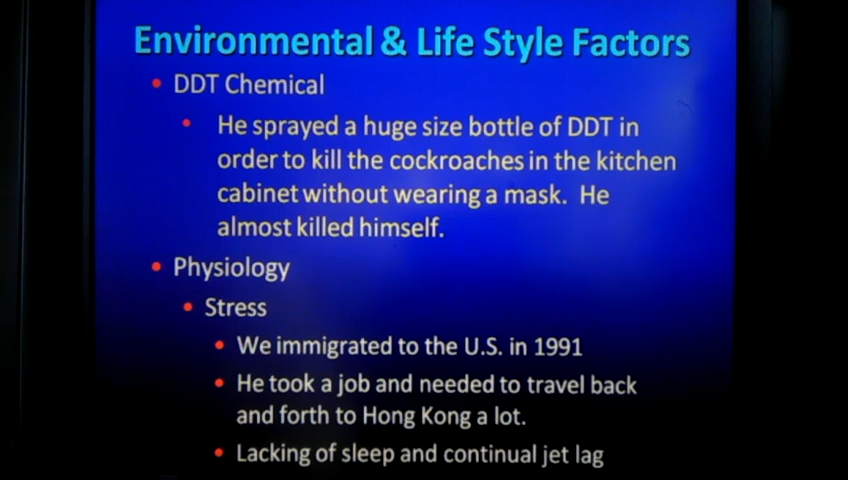 Environmental & Life Style Factors
• DDT Chemical
• He sprayed a huge size bottle of DDT in
order to kill the cockroaches in the kitchen
cabinet without wearing a mask. He
almost killed himself.
• Physiology
• Stress
• We immigrated to the U.S. in 1991
• He took a job and needed to travel back
and forth to Hong Kong a lot.
• Lacking of sleep and continual jet lag